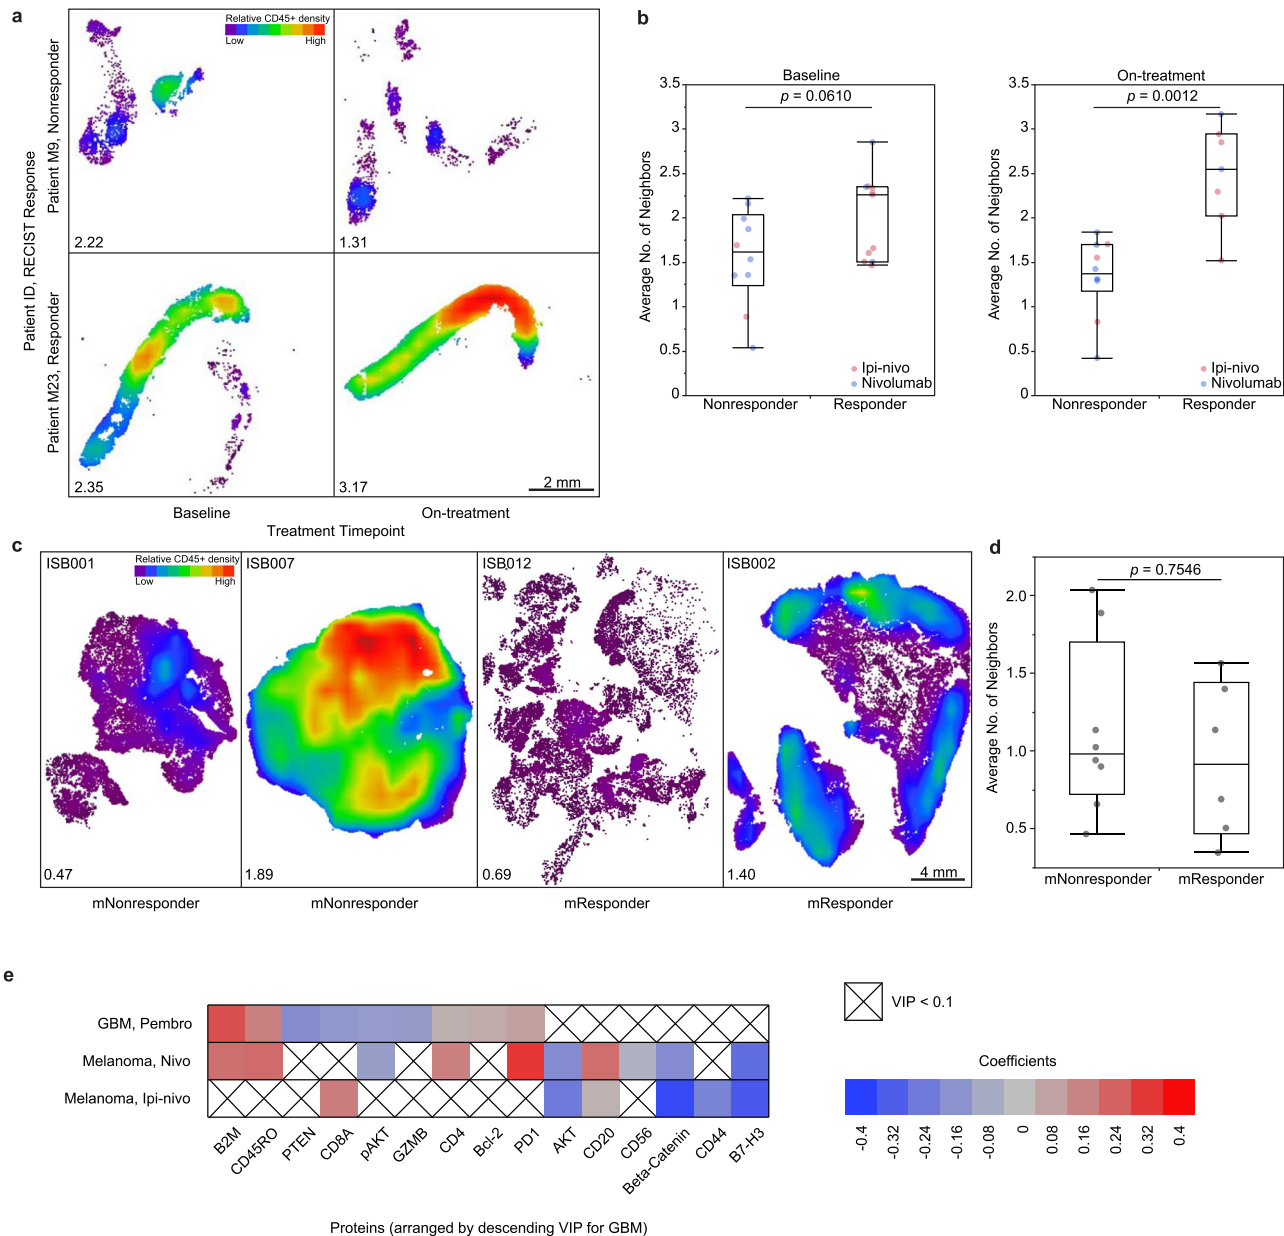 a
Relative CD45+ density
Low High
Patient ID, RECIST Response
Patient M9, Nonresponder
Patient M23, Responder
2.22
1.31
2.35
3.17
2 mm
Baseline
On-treatment
Treatment Timepoint
b
Baseline
p = 0.0610
Average No. of Neighbors
3.5
3
2.5
2
1.5
1
0.5
0
Ipi-nivo
Nivolumab
Nonresponder
Responder
On-treatment
p = 0.0012
Average No. of Neighbors
3.5
3
2.5
2
1.5
1
0.5
0
Ipi-nivo
Nivolumab
Nonresponder
Responder
c
ISB001
Relative CD45+ density
Low High
ISB007
ISB012
ISB002
0.47
1.89
0.69
1.40
4 mm
mNonresponder
mNonresponder
mResponder
mResponder
d
p = 0.7546
Average No. of Neighbors
2.0
1.5
1.0
0.5
mNonresponder
mResponder
e
GBM, Pembro
Melanoma, Nivo
Melanoma, Ipi-nivo
B2M
CD45RO
PTEN
CD8A
pAKT
GZMB
CD4
Bcl-2
PD1
AKT
CD20
CD56
Beta-Catenin
CD44
B7-H3
Proteins (arranged by descending VIP for GBM)
VIP < 0.1
Coefficients
-0.4
-0.32
-0.24
-0.16
-0.08
0
0.08
0.16
0.24
0.32
0.4